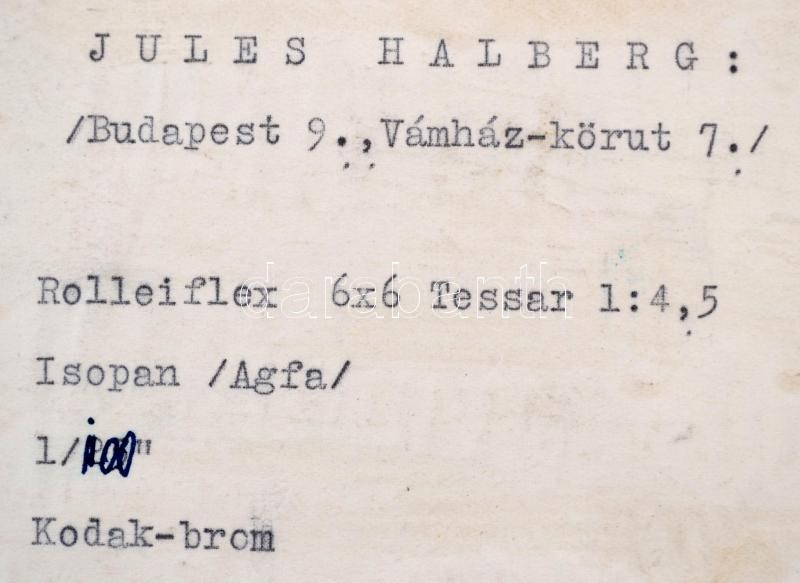 JULES HALBERG:
/Budapest 9.,Vámház-körut 7./
Rolleiflex 6x6 Tessar 1:4,5
darabanth
Isopan /Agfa/
1/100"
Kodak-brom